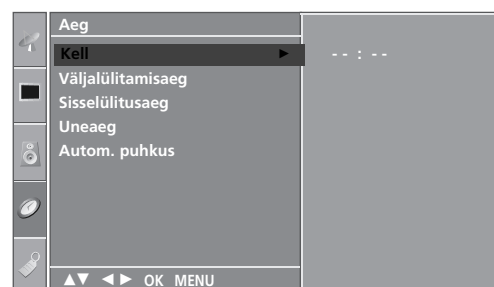 Aeg
Kell ► -- : --
Väljalülitamisaeg
Sisselülitusaeg
Uneaeg
Autom. puhkus
▲▼ ◄► OK MENU